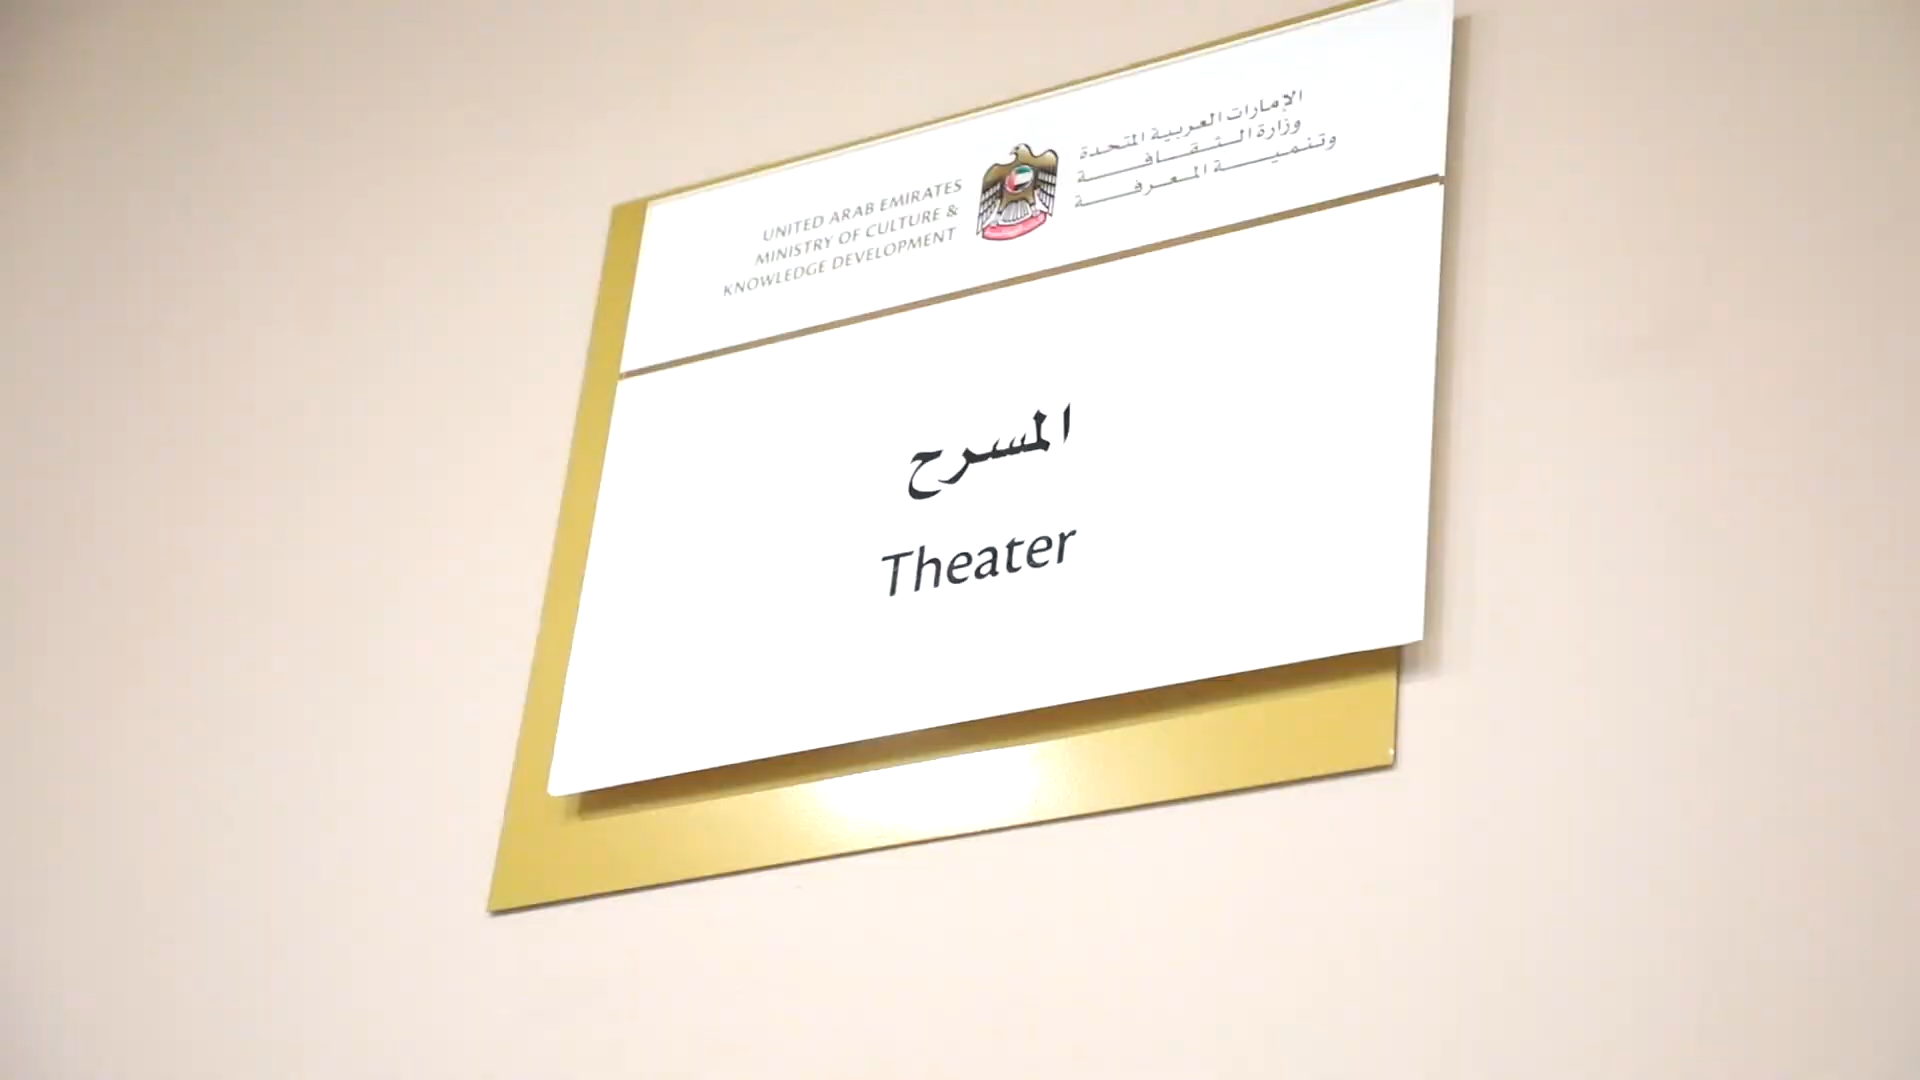 UNITED ARAB EMIRATES
MINISTRY OF CULTURE &
KNOWLEDGE DEVELOPMENT
الإمارات العربية المتحدة
وزارة الثقافة
وتنمية المعرفة
المسرح
Theater